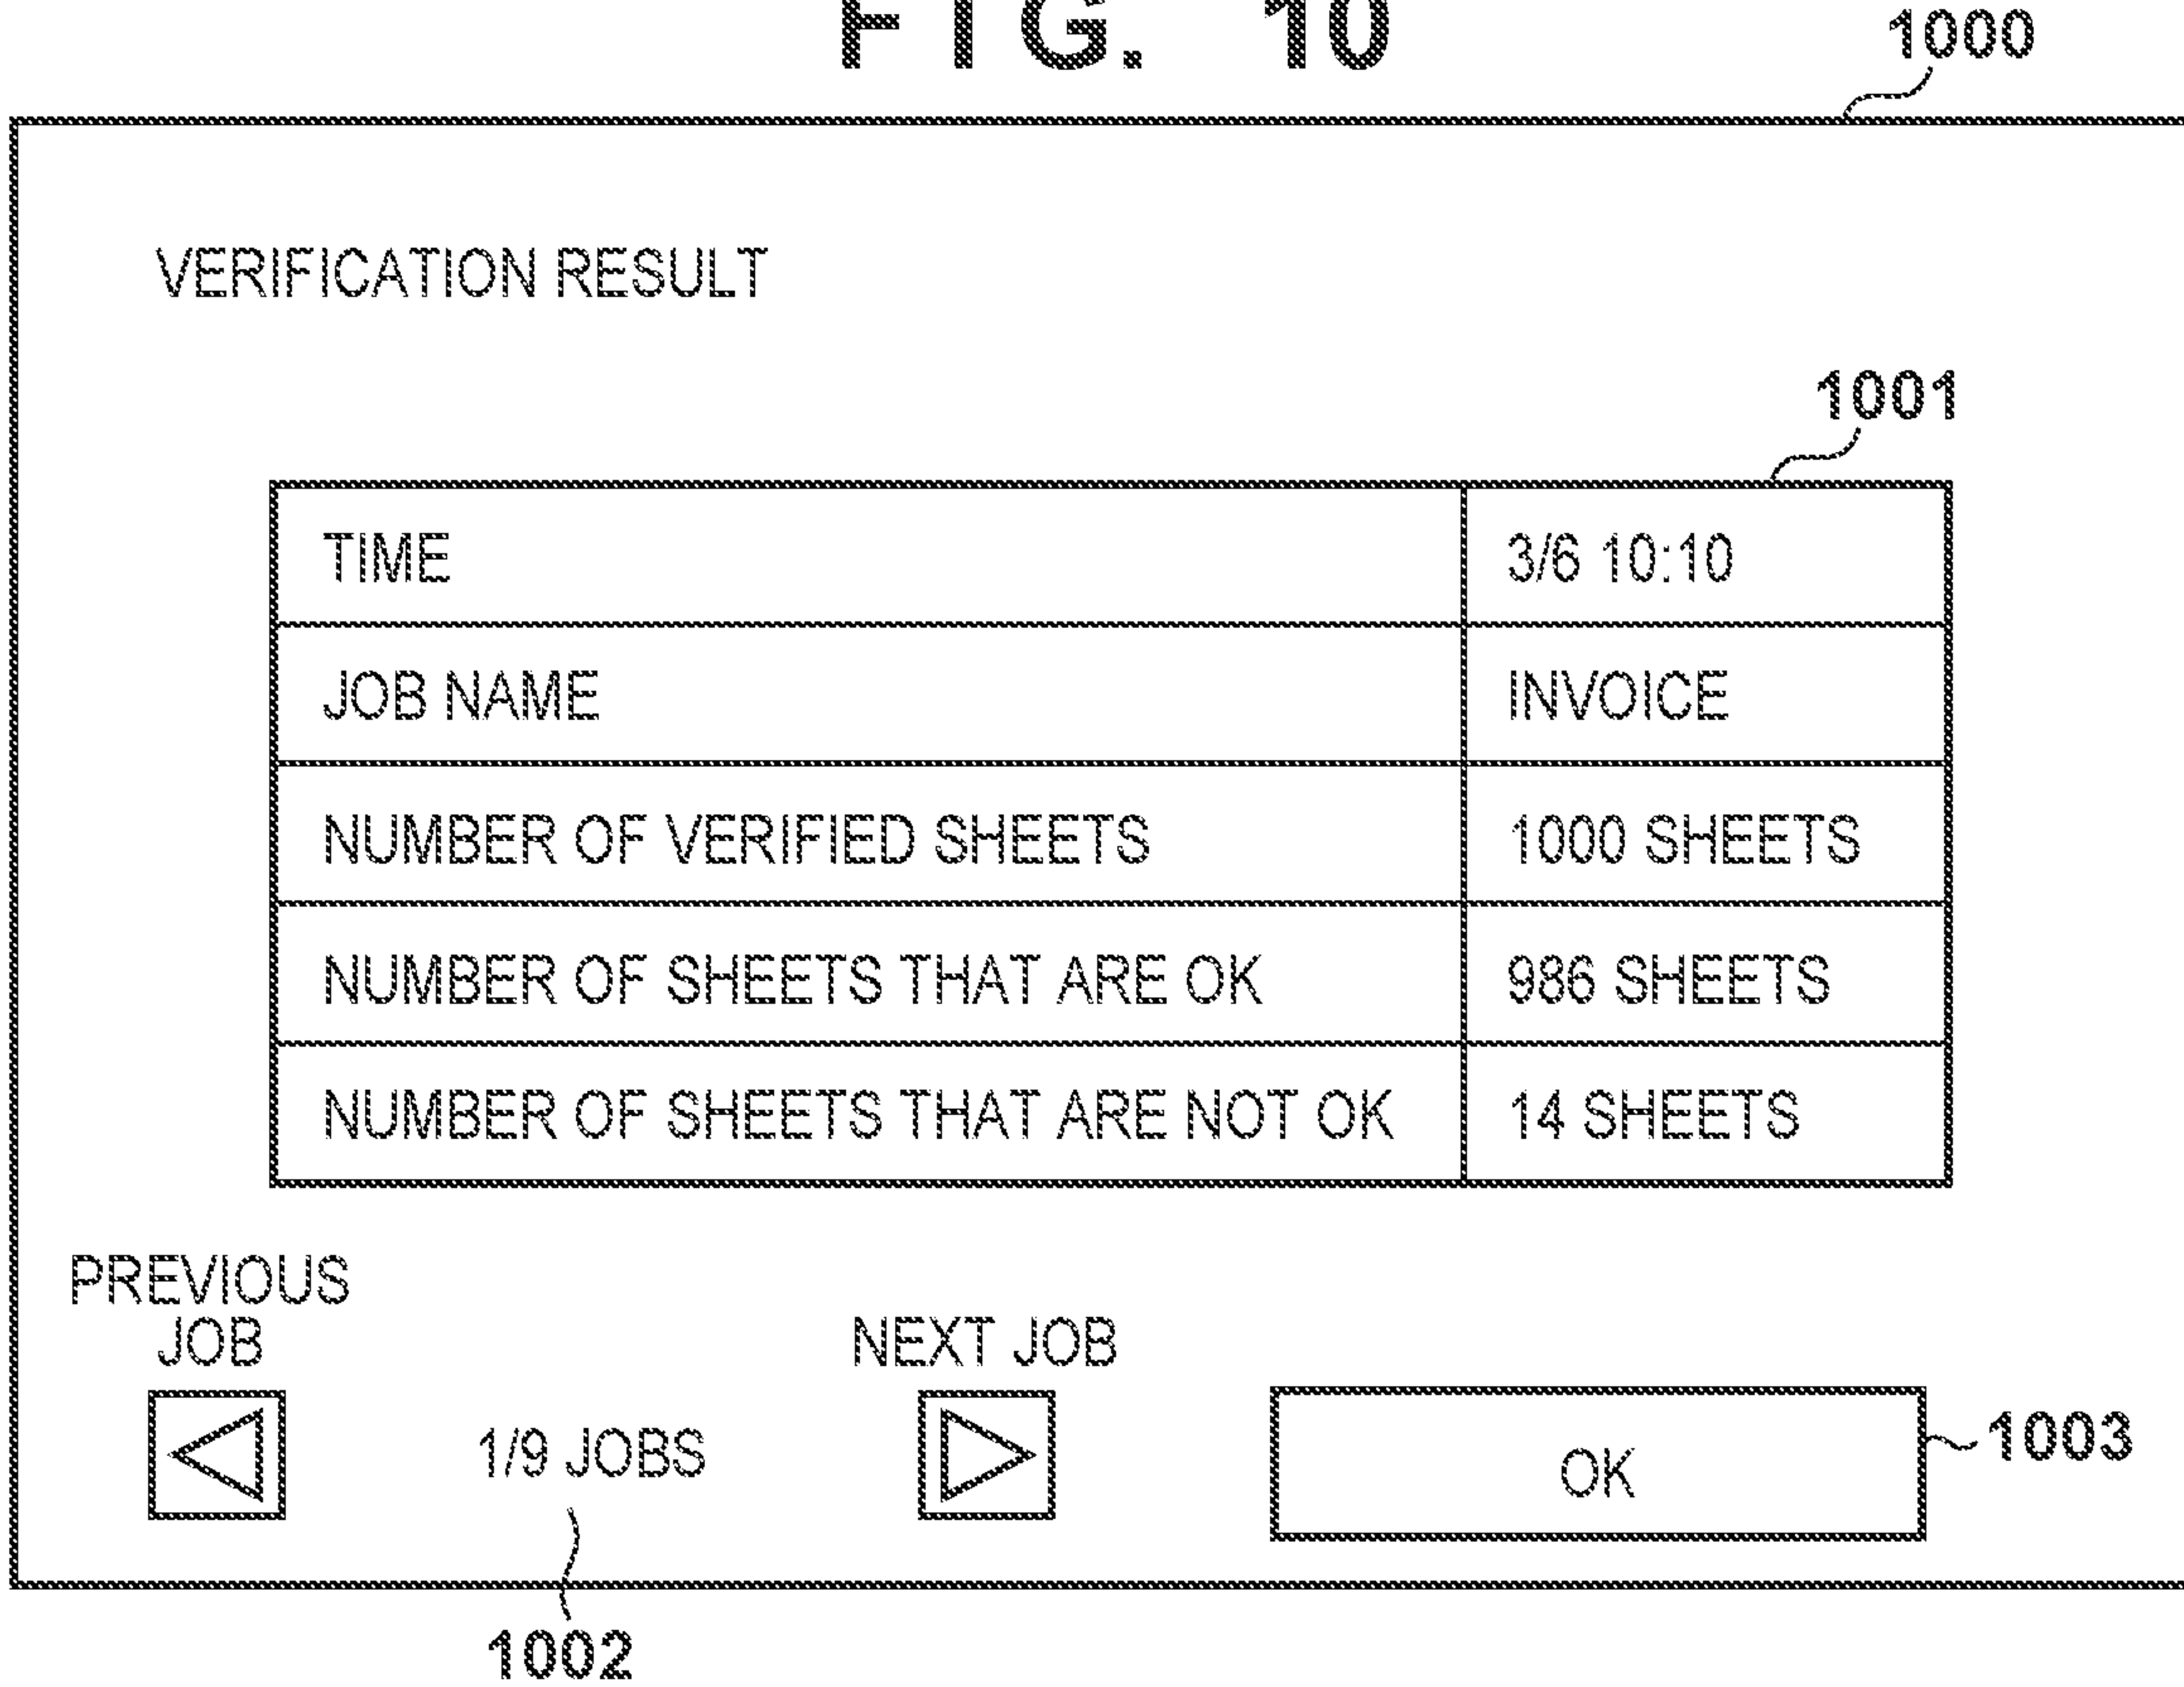 FIG. 10
1000
VERIFICATION RESULT
1001
TIME 3/6 10:10
JOB NAME INVOICE
NUMBER OF VERIFIED SHEETS 1000 SHEETS
NUMBER OF SHEETS THAT ARE OK 986 SHEETS
NUMBER OF SHEETS THAT ARE NOT OK 14 SHEETS
PREVIOUS
JOB
NEXT JOB
1/9 JOBS
OK
1003
1002